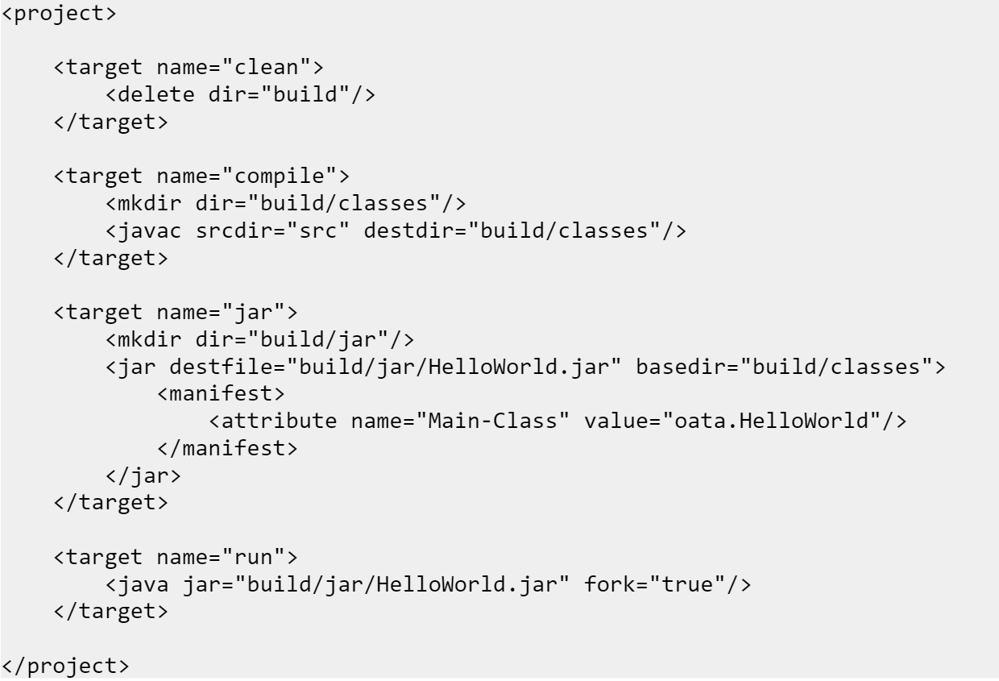 <project>

    <target name="clean">
        <delete dir="build"/>
    </target>

    <target name="compile">
        <mkdir dir="build/classes"/>
        <javac srcdir="src" destdir="build/classes"/>
    </target>

    <target name="jar">
        <mkdir dir="build/jar"/>
        <jar destfile="build/jar/HelloWorld.jar" basedir="build/classes">
            <manifest>
                <attribute name="Main-Class" value="oata.HelloWorld"/>
            </manifest>
        </jar>
    </target>

    <target name="run">
        <java jar="build/jar/HelloWorld.jar" fork="true"/>
    </target>

</project>